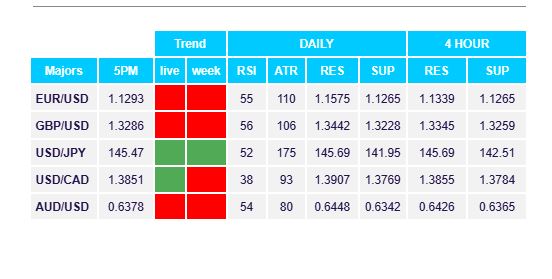 Trend DAILY 4 HOUR
Majors 5PM live week RSI ATR RES SUP RES SUP
EUR/USD 1.1293 55 110 1.1575 1.1265 1.1339 1.1265
GBP/USD 1.3286 56 106 1.3442 1.3228 1.3345 1.3259
USD/JPY 145.47 52 175 145.69 141.95 145.69 142.51
USD/CAD 1.3851 38 93 1.3907 1.3769 1.3855 1.3784
AUD/USD 0.6378 54 80 0.6448 0.6342 0.6426 0.6365